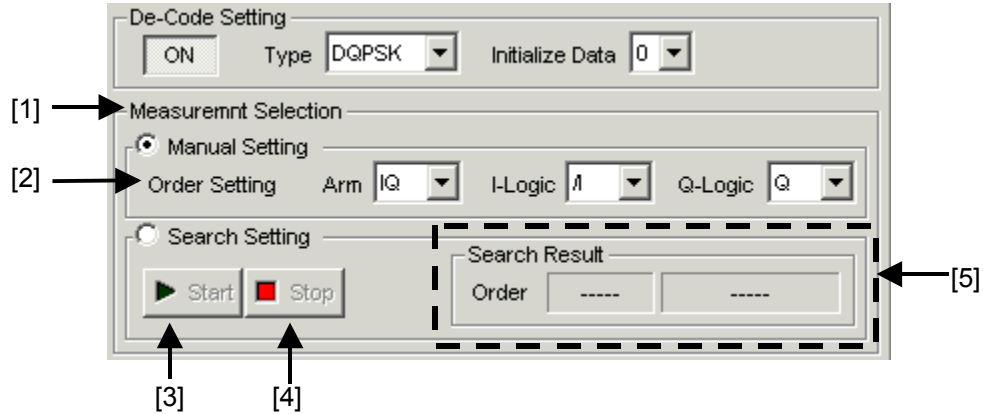 De-Code Setting
ON Type DQPSK Initialize Data 0
[1] Measuremnt Selection
Manual Setting
[2] Order Setting Arm IQ I-Logic /I Q-Logic Q
Search Setting
Search Result
[5]
Start Stop Order ----- -----
[3] [4]